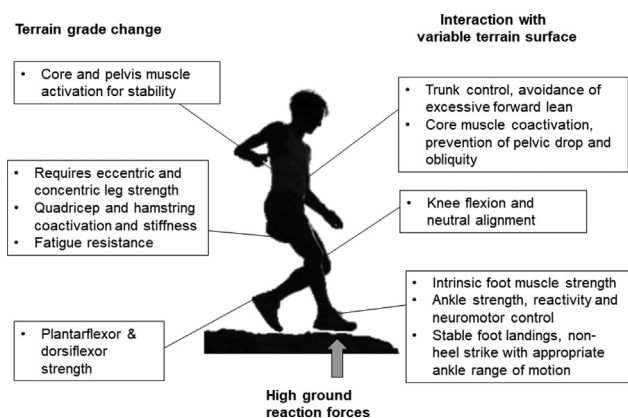 Terrain grade change
• Core and pelvis muscle
activation for stability
• Requires eccentric and
concentric leg strength
• Quadricep and hamstring
coactivation and stiffness
• Fatigue resistance
• Plantarflexor &
dorsiflexor
strength
Interaction with
variable terrain surface
• Trunk control, avoidance of
excessive forward lean
• Core muscle coactivation,
prevention of pelvic drop and
obliquity
• Knee flexion and
neutral alignment
• Intrinsic foot muscle strength
• Ankle strength, reactivity and
neuromotor control
• Stable foot landings, non-
heel strike with appropriate
ankle range of motion
High ground
reaction forces